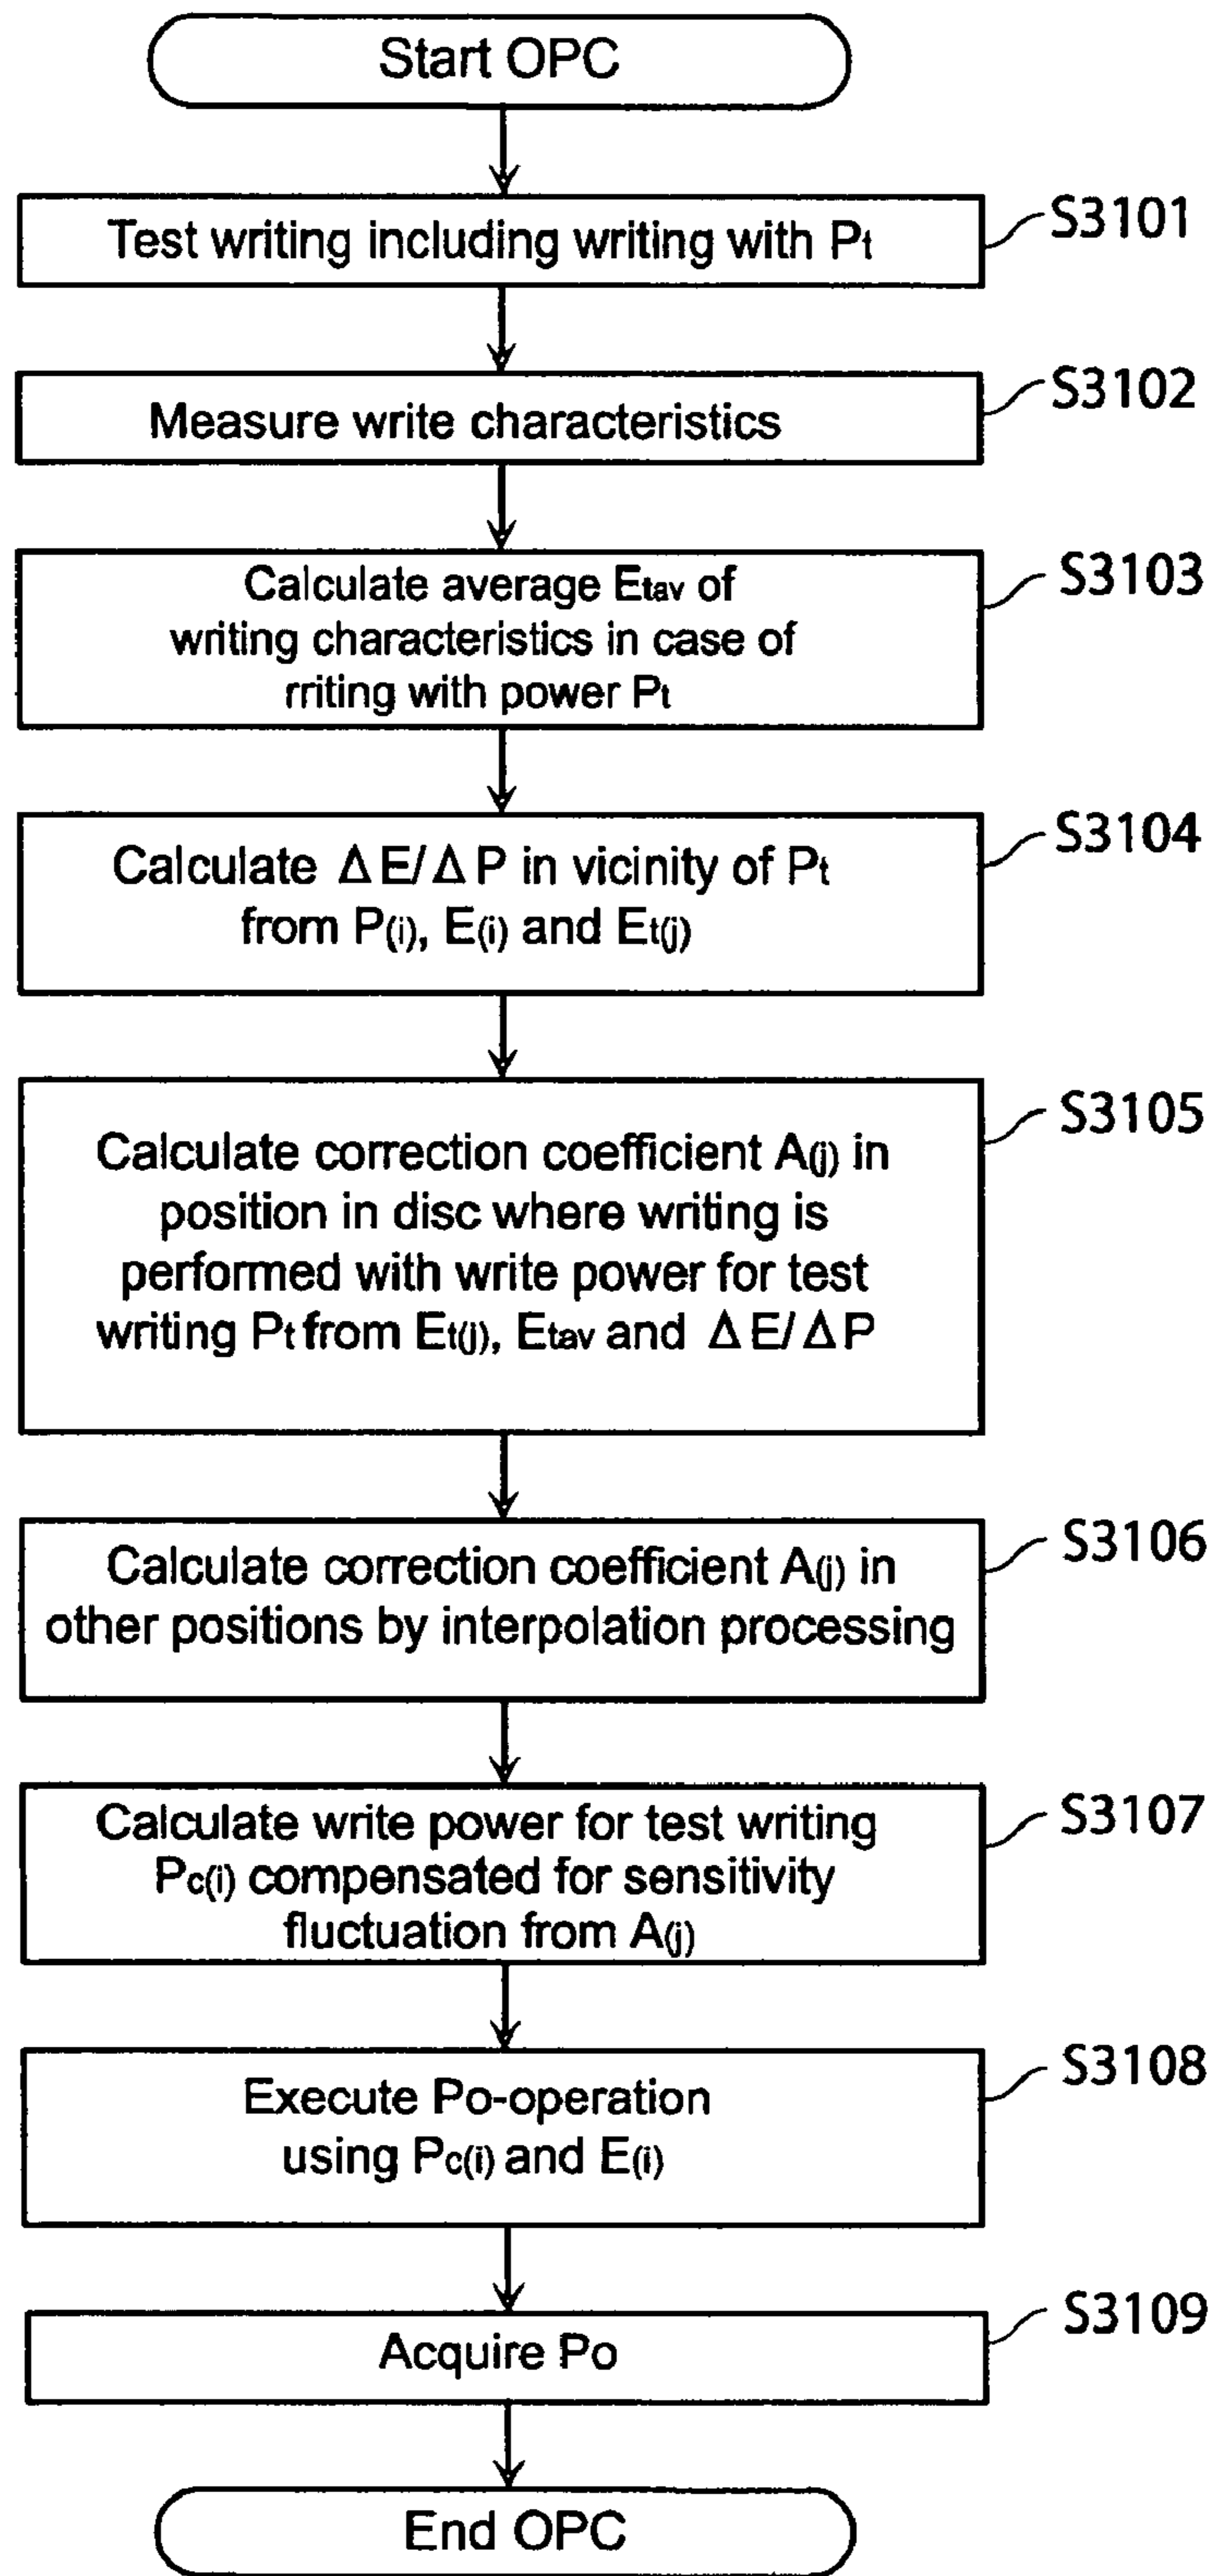 Start OPC
Test writing including writing with Pt
S3101
Measure write characteristics
S3102
Calculate average Etav of
writing characteristics in case of
rriting with power Pt
S3103
Calculate ΔE/ΔP in vicinity of Pt
from P(i), E(i) and Et(j)
S3104
Calculate correction coefficient A(j) in
position in disc where writing is
performed with write power for test
writing Pt from Et(j), Etav and ΔE/ΔP
S3105
Calculate correction coefficient A(j) in
other positions by interpolation processing
S3106
Calculate write power for test writing
Pc(i) compensated for sensitivity
fluctuation from A(j)
S3107
Execute Po-operation
using Pc(i) and E(i)
S3108
Acquire Po
S3109
End OPC